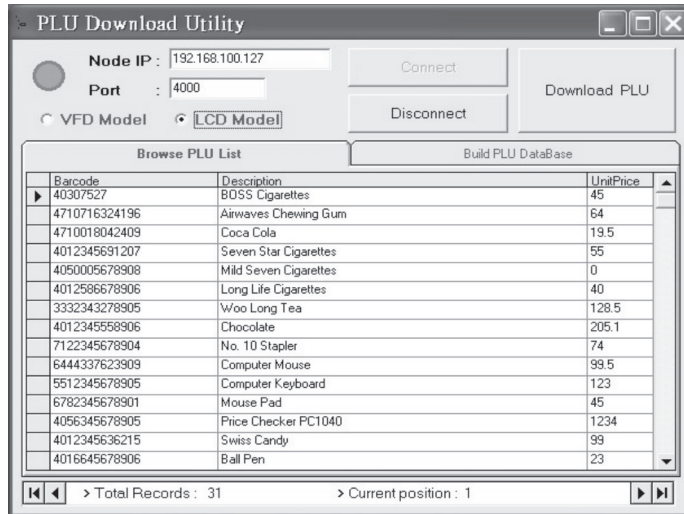 PLU Download Utility
Node IP : 192.168.100.127
Port : 4000
VFD Model LCD Model
Connect
Disconnect
Download PLU
Browse PLU List Build PLU DataBase
Barcode Description UnitPrice
40307527 BOSS Cigarettes 45
4710716324196 Airwaves Chewing Gum 64
4710018042409 Coca Cola 19.5
4012345691207 Seven Star Cigarettes 55
4050005678908 Mild Seven Cigarettes 0
4012586678906 Long Life Cigarettes 40
3332343278905 Woo Long Tea 128.5
4012345558906 Chocolate 205.1
7122345678904 No. 10 Stapler 74
6444337623909 Computer Mouse 99.5
5512345678905 Computer Keyboard 123
6782345678901 Mouse Pad 45
4056345678905 Price Checker PC1040 1234
4012345636215 Swiss Candy 99
4016645678906 Ball Pen 23
> Total Records : 31 > Current position : 1